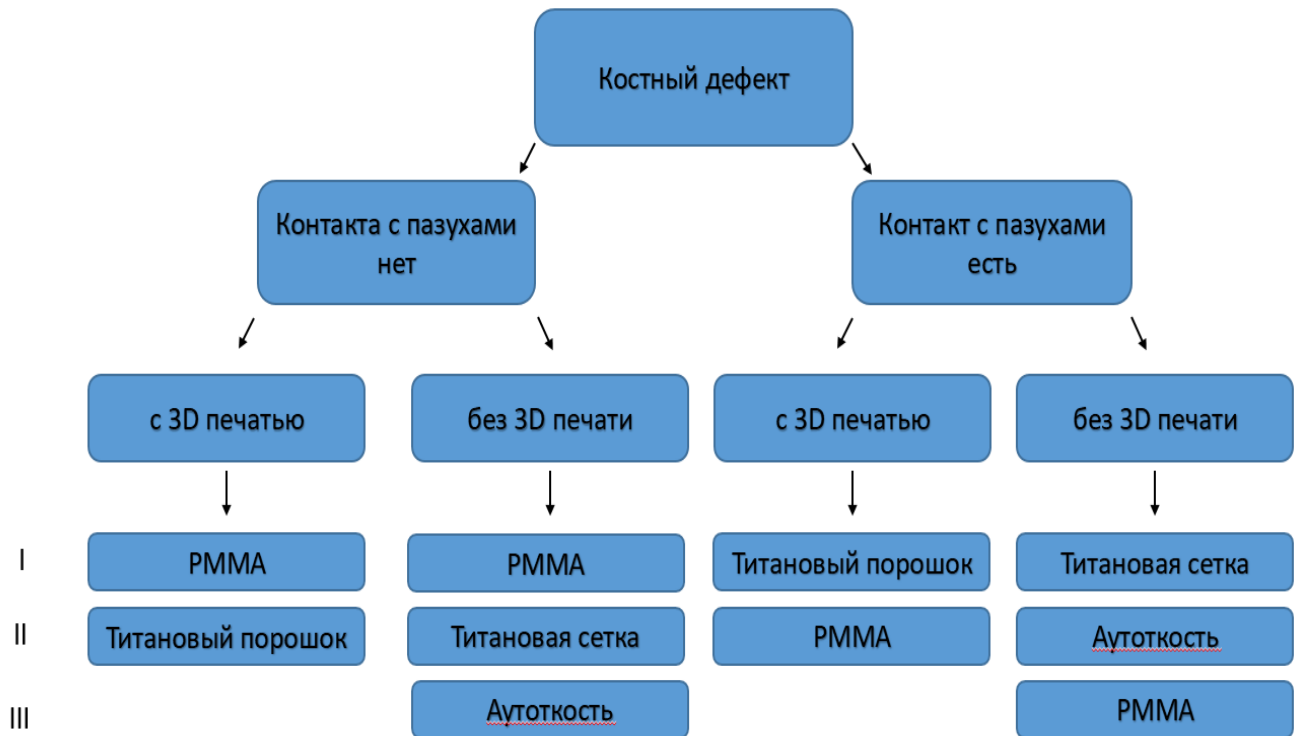 Костный дефект
Контакта с пазухами
нет
Контакт с пазухами
есть
с 3D печатью
без 3D печати
с 3D печатью
без 3D печати
I
PMMA
PMMA
Титановый порошок
Титановая сетка
II
Титановый порошок
Титановая сетка
PMMA
Аутоткость
III
Аутоткость
PMMA